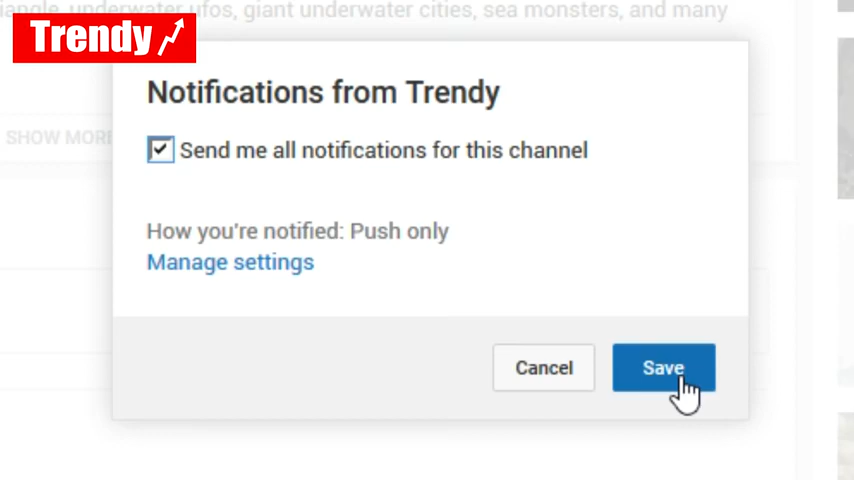 iangle, underwater ufos, giant underwater cities, sea monsters, and many
Trendy
Notifications from Trendy
SHOW MORE
Send me all notifications for this channel
How you're notified: Push only
Manage settings
Cancel
Save